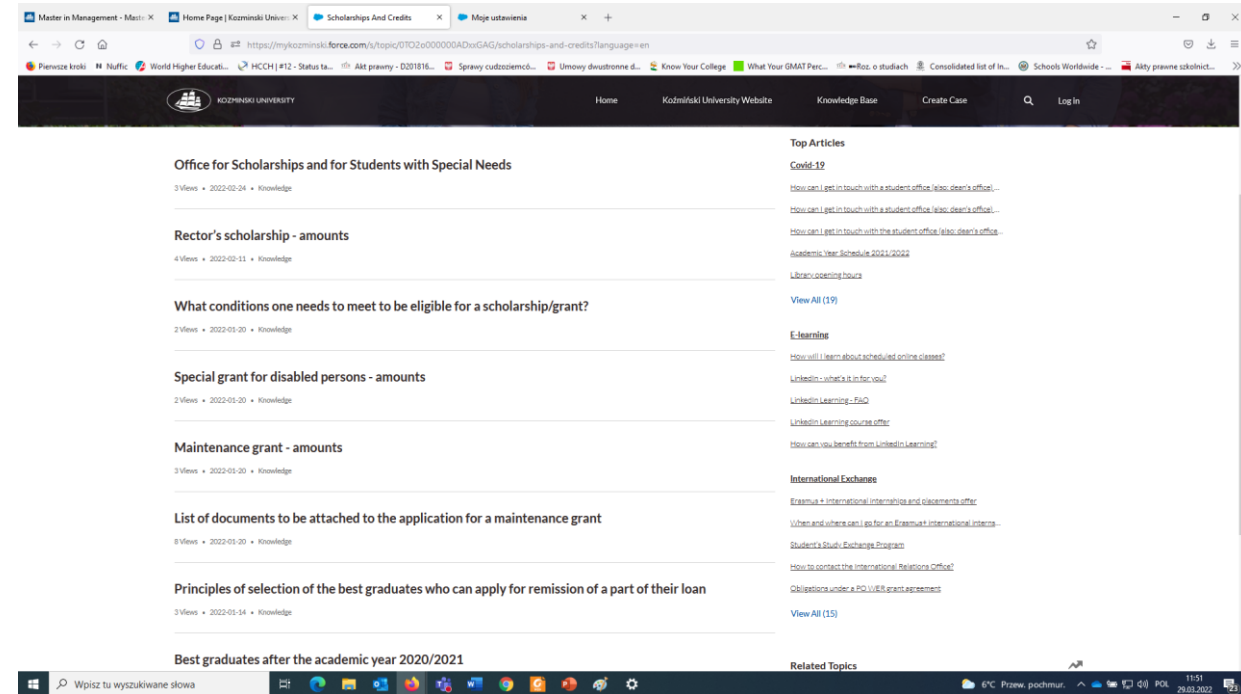 Master in Management - Maste
Home Page | Kozminski Univers
Scholarships And Credits
Moje ustawienia
https://mykozminski.force.com/s/topic/0TO2o000000ADxxGAG/scholarships-and-credits?language=en
Pierwsze kroki
Nuffic
World Higher Educati...
HCCH | #12 - Status ta...
Akt prawny - D201816...
Sprawy cudzoziemcó...
Umowy dwustronne d...
Know Your College
What Your GMAT Perc...
Roz. o studiach
Consolidated list of In...
Schools Worldwide - ...
Akty prawne szkolnict...
KOZMINSKI UNIVERSITY
Home
Koźmiński University Website
Knowledge Base
Create Case
Log in
Office for Scholarships and for Students with Special Needs
3 Views • 2022-02-24 • Knowledge
Rector's scholarship - amounts
4 Views • 2022-02-11 • Knowledge
What conditions one needs to meet to be eligible for a scholarship/grant?
2 Views • 2022-01-20 • Knowledge
Special grant for disabled persons - amounts
2 Views • 2022-01-20 • Knowledge
Maintenance grant - amounts
3 Views • 2022-01-20 • Knowledge
List of documents to be attached to the application for a maintenance grant
8 Views • 2022-01-20 • Knowledge
Principles of selection of the best graduates who can apply for remission of a part of their loan
3 Views • 2022-01-14 • Knowledge
Best graduates after the academic year 2020/2021
Top Articles
Covid-19
How can I get in touch with a student office (also: dean's office), ...
How can I get in touch with a student office (also: dean's office), ...
How can I get in touch with the student office (also: dean's office...
Academic Year Schedule 2021/2022
Library opening hours
View All (19)
E-learning
How will I learn about scheduled online classes?
LinkedIn - what's it in for you?
LinkedIn Learning - FAQ
LinkedIn Learning course offer
How can you benefit from LinkedIn Learning?
International Exchange
Erasmus + International Internships and placements offer
When and where can I go for an Erasmus+ international interns...
Student's Study Exchange Program
How to contact the International Relations Office?
Obligations under a PO WER grant agreement
View All (15)
Related Topics
Wpisz tu wyszukiwane słowa
6°C Przew. pochmur.
POL
11:51
29.03.2022
23